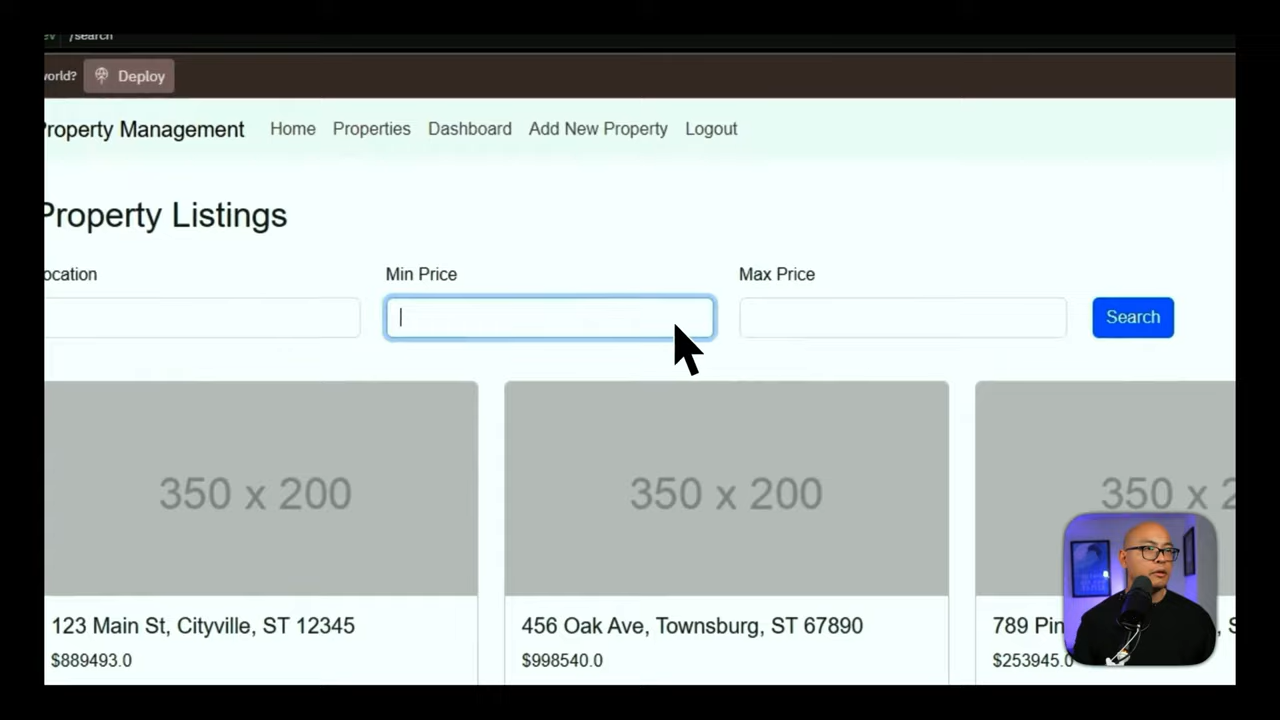 /search
world? Deploy
Property Management Home Properties Dashboard Add New Property Logout
Property Listings
ocation Min Price Max Price
Search
350 x 200 350 x 200 350 x 2
123 Main St, Cityville, ST 12345 456 Oak Ave, Townsburg, ST 67890 789 Pin
$889493.0 $998540.0 $253945.0